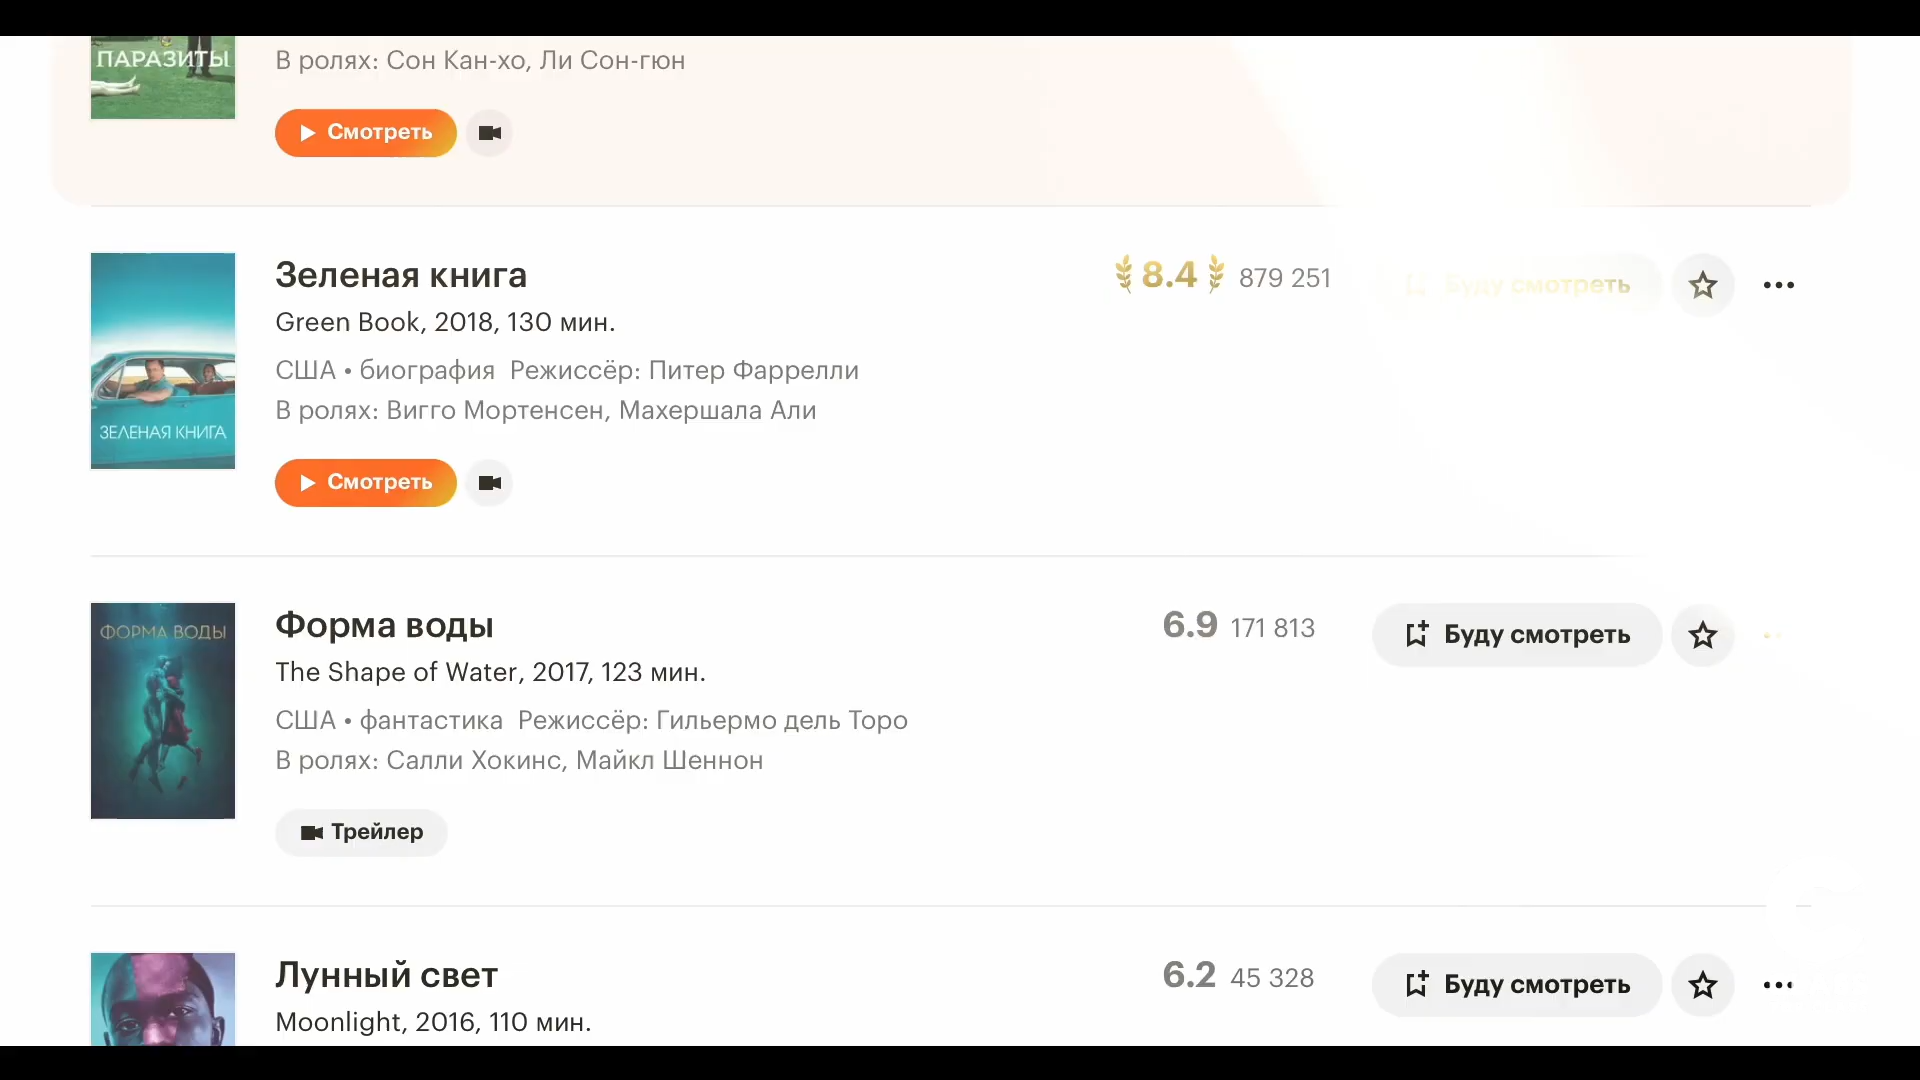 ПАРАЗИТЫ
В ролях: Сон Кан-хо, Ли Сон-гюн
Смотреть
Зеленая книга
8.4 879 251
Буду смотреть
Green Book, 2018, 130 мин.
США • биография Режиссёр: Питер Фаррелли
В ролях: Вигго Мортенсен, Махершала Али
ЗЕЛЕНАЯ КНИГА
Смотреть
ФОРМА ВОДЫ
Форма воды
6.9 171 813
Буду смотреть
The Shape of Water, 2017, 123 мин.
США • фантастика Режиссёр: Гильермо дель Торо
В ролях: Салли Хокинс, Майкл Шеннон
Трейлер
Лунный свет
6.2 45 328
Буду смотреть
Moonlight, 2016, 110 мин.